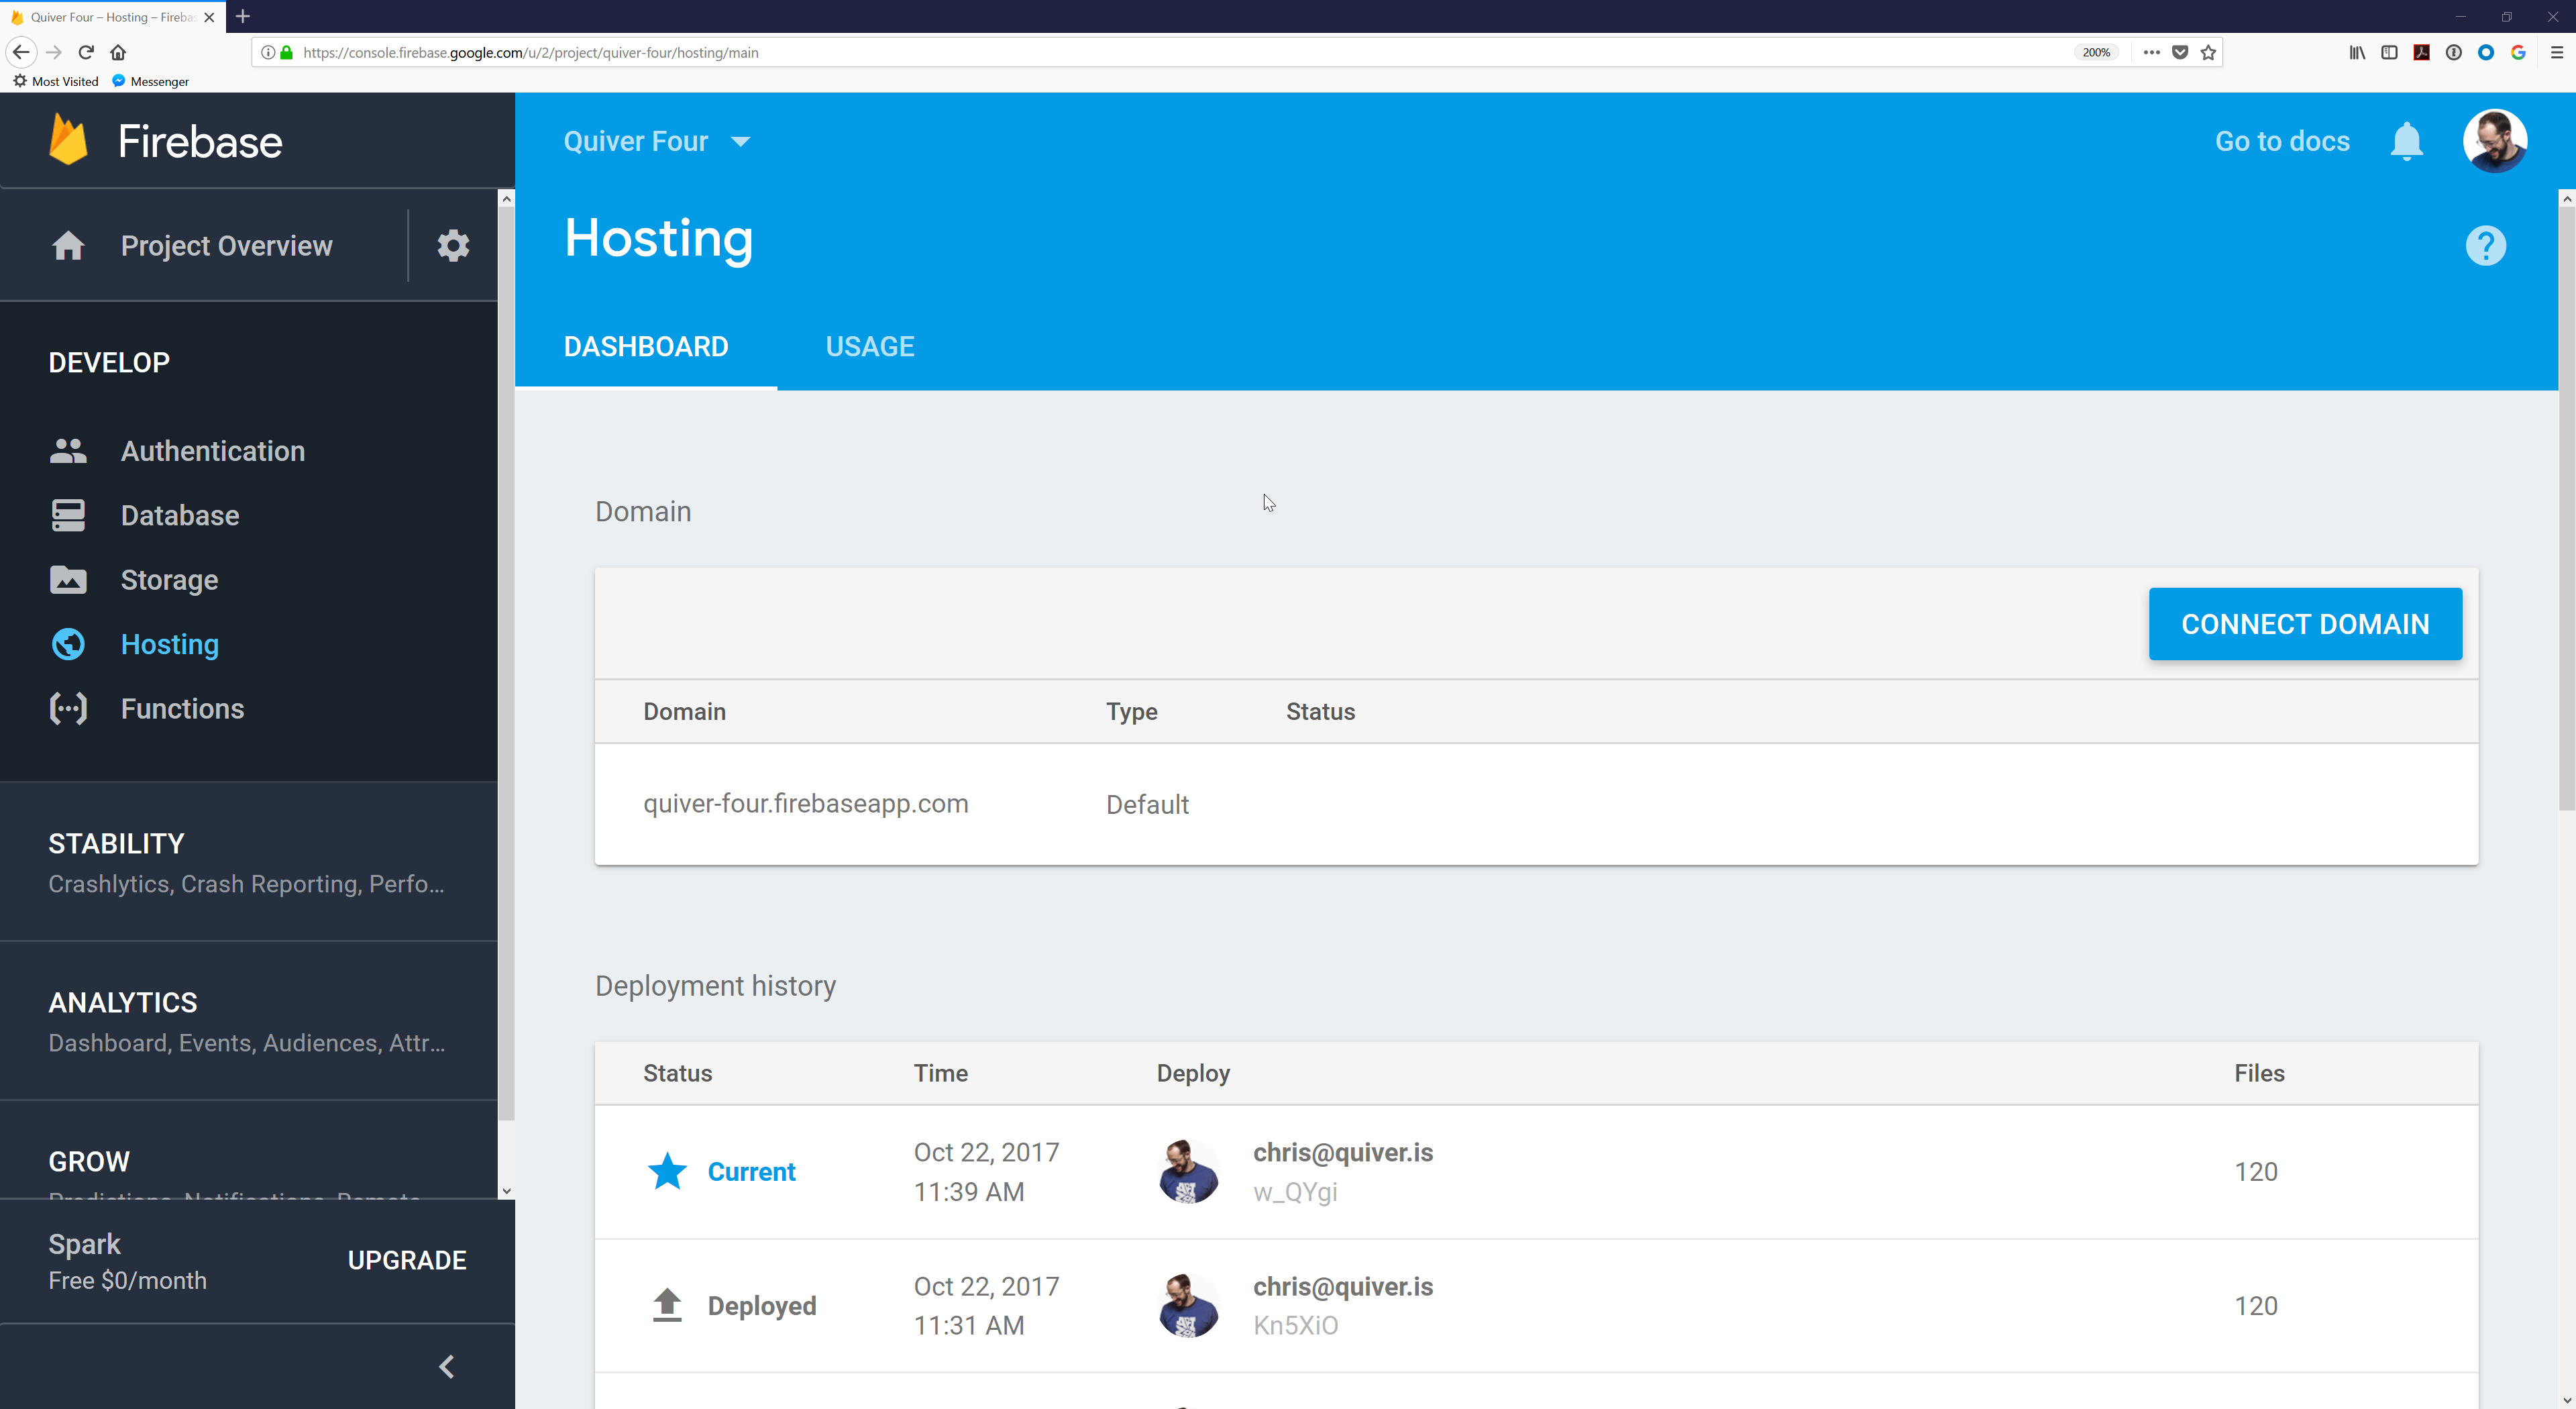 Quiver Four – Hosting – Fireba
https://console.firebase.google.com/u/2/project/quiver-four/hosting/main
200%
Most Visited
Messenger
Firebase
Quiver Four
Go to docs
Project Overview
Hosting
DASHBOARD
USAGE
DEVELOP
Authentication
Database
Storage
Hosting
Functions
STABILITY
Crashlytics, Crash Reporting, Perfo...
ANALYTICS
Dashboard, Events, Audiences, Attr...
GROW
Predictions, Notifications, Remote
Spark
Free $0/month
UPGRADE
Domain
CONNECT DOMAIN
Domain Type Status
quiver-four.firebaseapp.com Default
Deployment history
Status Time Deploy Files
Current Oct 22, 2017 chris@quiver.is 120
11:39 AM w_QYgi
Deployed Oct 22, 2017 chris@quiver.is 120
11:31 AM Kn5XiO